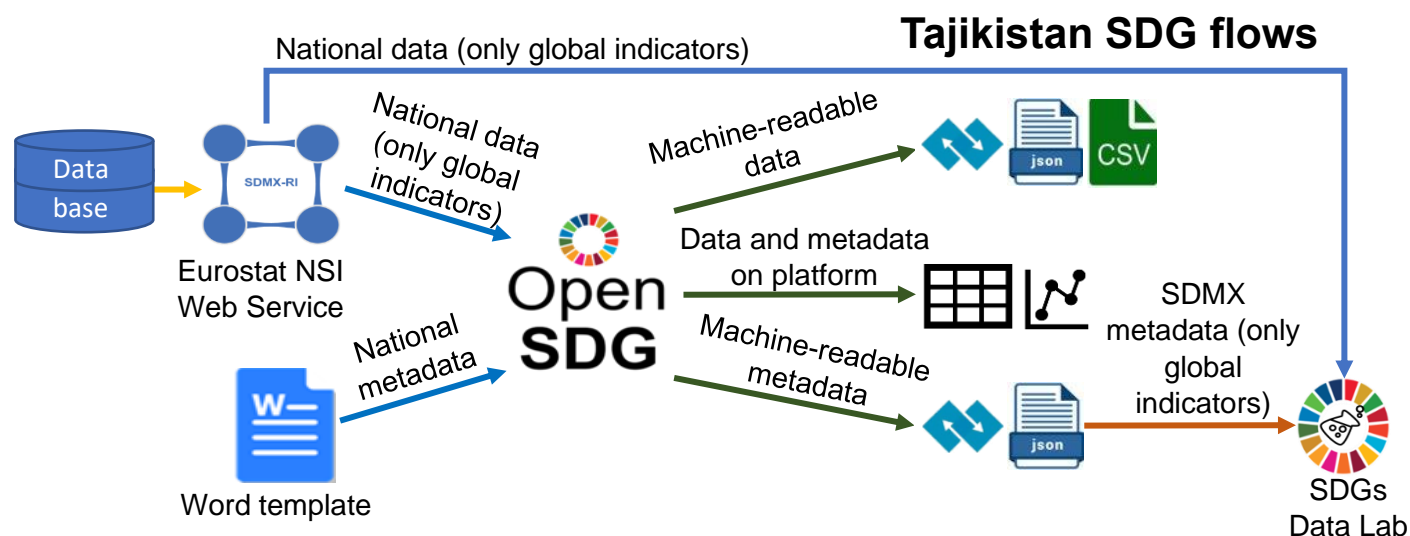 Tajikistan SDG flows
National data (only global indicators)
Data
base
SDMX-RI
Eurostat NSI
Web Service
National data
(only global
indicators)
Word template
W
National
metadata
Open
SDG
Machine-readable
data
json
CSV
Data and metadata
on platform
Machine-readable
metadata
json
SDMX
metadata (only
global
indicators)
SDGs
Data Lab